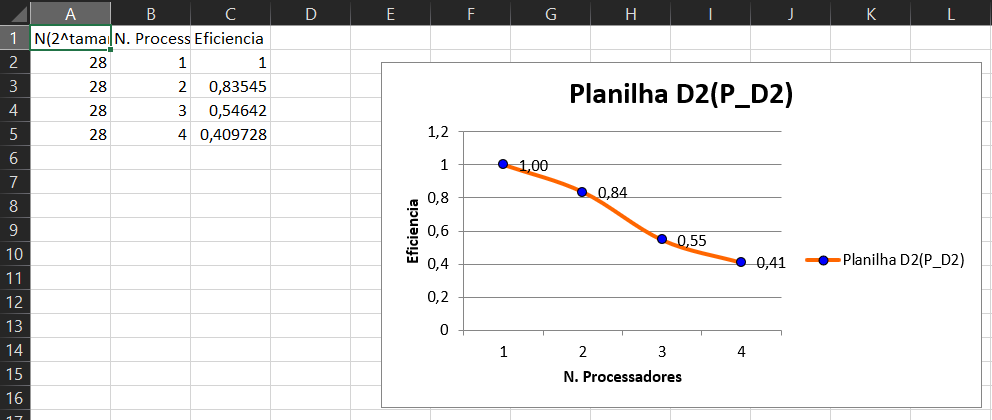 A B C D E F G H I J K L
1 N(2^tama N. Process Eficiencia
2 28 1 1
3 28 2 0,83545
4 28 3 0,54642
5 28 4 0,409728
6
7
8
9
10
11
12
13
14
15
16
17
Planilha D2(P_D2)
1,2
1
0,8
0,6
0,4
0,2
0
Eficiencia
1,00
0,84
0,55
0,41
Planilha D2(P_D2)
1 2 3 4
N. Processadores